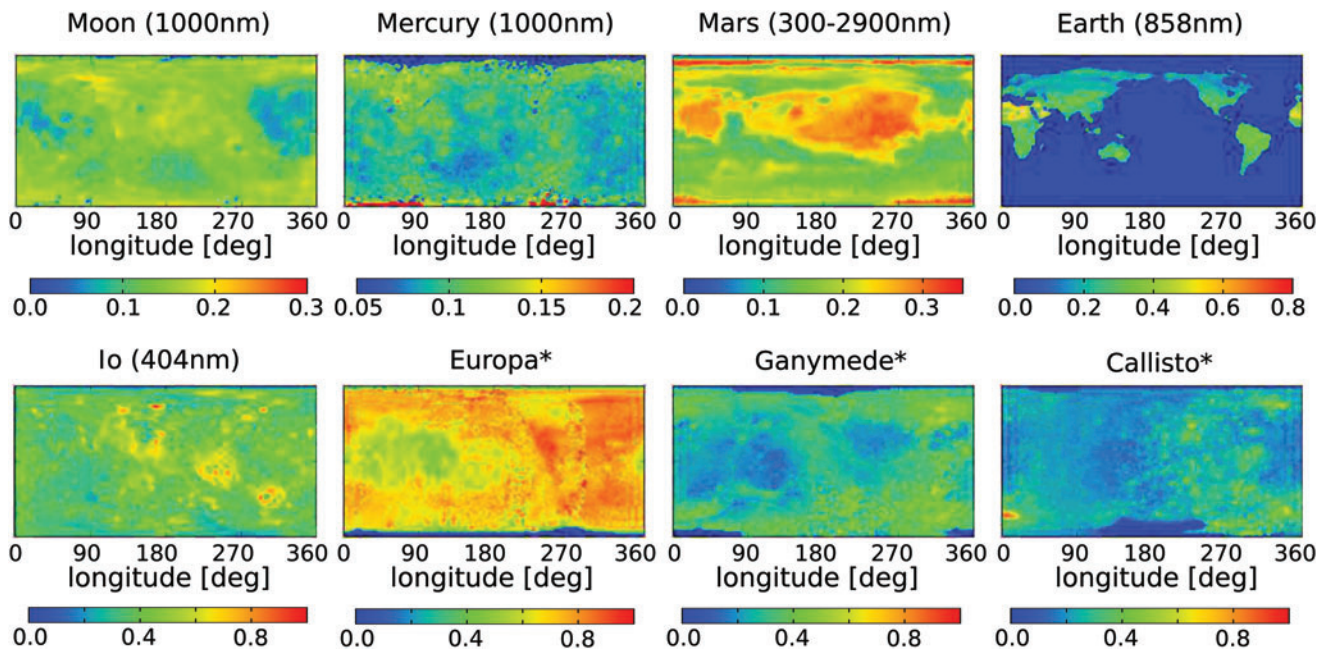 Moon (1000nm)
Mercury (1000nm)
Mars (300-2900nm)
Earth (858nm)
0 90 180 270 360
0 90 180 270 360
0 90 180 270 360
0 90 180 270 360
longitude [deg]
longitude [deg]
longitude [deg]
longitude [deg]
0.0 0.1 0.2 0.3
0.05 0.1 0.15 0.2
0.0 0.1 0.2 0.3
0.0 0.2 0.4 0.6 0.8
Io (404nm)
Europa*
Ganymede*
Callisto*
0 90 180 270 360
0 90 180 270 360
0 90 180 270 360
0 90 180 270 360
longitude [deg]
longitude [deg]
longitude [deg]
longitude [deg]
0.0 0.4 0.8
0.0 0.4 0.8
0.0 0.4 0.8
0.0 0.4 0.8